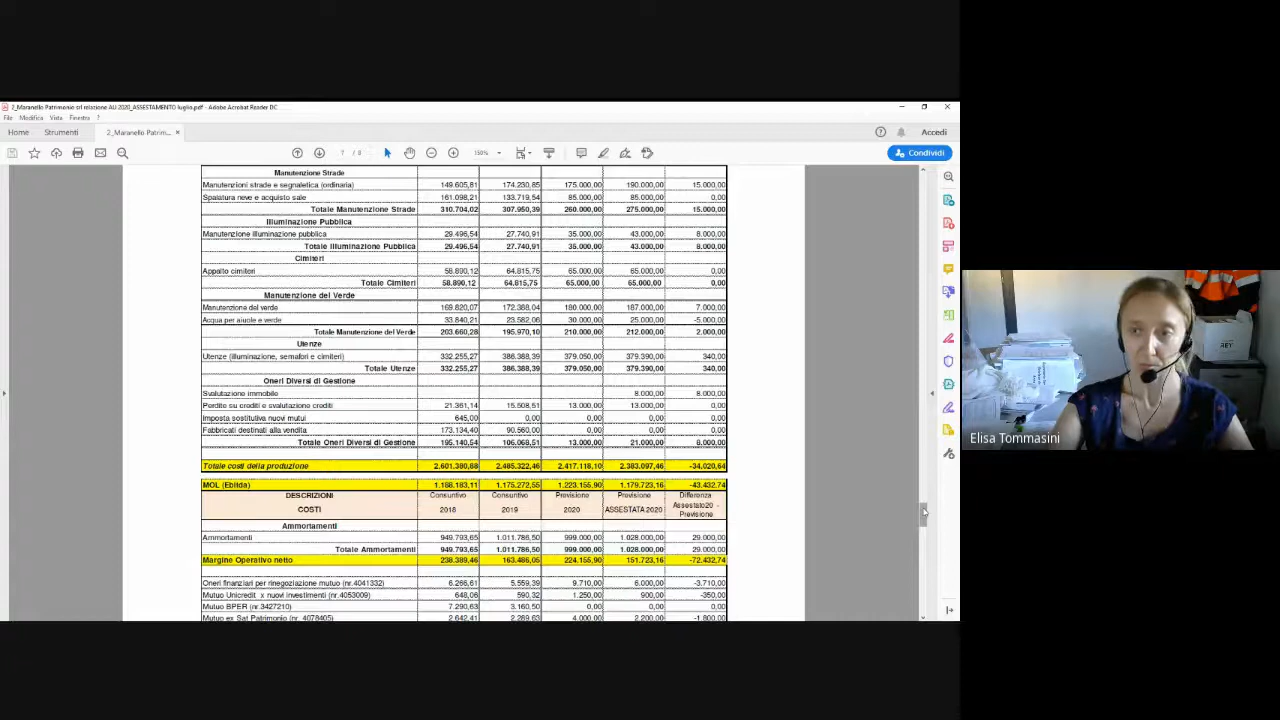 2_Maranello Patrimonio srl relazione AU 2020_ASSESTAMENTO luglio.pdf - Adobe Acrobat Reader DC
File Modifica Vista Finestra ?
Home Strumenti 2_Maranello Patrim... × Accedi
7 / 8 150% Condividi
Manutenzione Strade
Manutenzioni strade e segnaletica (ordinaria) 149.605,81 174.230,85 175.000,00 190.000,00 15.000,00
Spalatura neve e acquisto sale 161.098,21 133.719,54 85.000,00 85.000,00 0,00
Totale Manutenzione Strade 310.704,02 307.950,39 260.000,00 275.000,00 15.000,00
Illuminazione Pubblica
Manutenzione illuminazione pubblica 29.496,54 27.740,91 35.000,00 43.000,00 8.000,00
Totale Illuminazione Pubblica 29.496,54 27.740,91 35.000,00 43.000,00 8.000,00
Cimiteri
Appalto cimiteri 58.890,12 64.815,75 65.000,00 65.000,00 0,00
Totale Cimiteri 58.890,12 64.815,75 65.000,00 65.000,00 0,00
Manutenzione del Verde
Manutenzione del verde 169.820,07 172.388,04 180.000,00 187.000,00 7.000,00
Acqua per aiuole e verde 33.840,21 23.582,06 30.000,00 25.000,00 -5.000,00
Totale Manutenzione del Verde 203.660,28 195.970,10 210.000,00 212.000,00 2.000,00
Utenze
Utenze (illuminazione, semafori e cimiteri) 332.255,27 386.388,39 379.050,00 379.390,00 340,00
Totale Utenze 332.255,27 386.388,39 379.050,00 379.390,00 340,00
Oneri Diversi di Gestione
Svalutazione immobile 8.000,00 8.000,00
Perdite su crediti e svalutazione crediti 21.361,14 15.508,51 13.000,00 13.000,00 0,00
Imposta sostitutiva nuovi mutui 645,00 0,00 0,00 0,00 0,00
Fabbricati destinati alla vendita 173.134,40 90.560,00 0,00 0,00 0,00
Totale Oneri Diversi di Gestione 195.140,54 106.068,51 13.000,00 21.000,00 8.000,00
Totale costi della produzione 2.601.380,88 2.485.322,46 2.417.118,10 2.383.097,46 -34.020,64
MOL (Ebitda) 1.188.183,11 1.175.272,55 1.223.155,90 1.179.723,16 -43.432,74
DESCRIZIONI Consuntivo Consuntivo Previsione Previsione Differenza
COSTI 2018 2019 2020 ASSESTATA 2020 Assestato20 - Previsione
Ammortamenti
Ammortamenti 949.793,65 1.011.786,50 999.000,00 1.028.000,00 29.000,00
Totale Ammortamenti 949.793,65 1.011.786,50 999.000,00 1.028.000,00 29.000,00
Margine Operativo netto 238.389,46 163.486,05 224.155,90 151.723,16 -72.432,74
Oneri finanziari per rinegoziazione mutuo (nr.4041332) 6.266,61 5.559,39 9.710,00 6.000,00 -3.710,00
Mutuo Unicredit x nuovi investimenti (nr.4053009) 648,06 590,32 1.250,00 900,00 -350,00
Mutuo BPER (nr.3427210) 7.290,63 3.160,50 0,00 0,00 0,00
Mutuo ex Sat Patrimonio (nr. 4078405) 2.642,41 2.289,63 4.000,00 2.200,00 -1.800,00
Elisa Tommasini